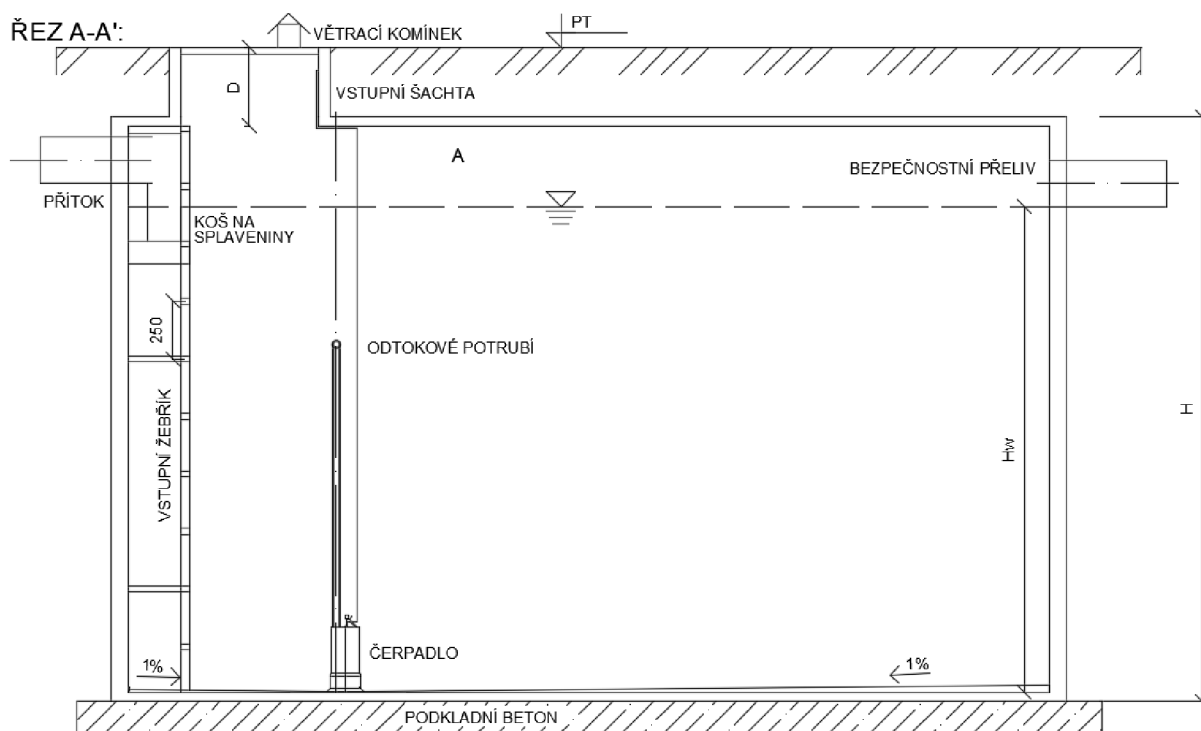 ŘEZ A-A':
VĚTRACÍ KOMÍNEK
PT
D
VSTUPNÍ ŠACHTA
A
BEZPEČNOSTNÍ PŘELIV
PŘÍTOK
KOŠ NA
SPLAVENINY
250
ODTOKOVÉ POTRUBÍ
VSTUPNÍ ŽEBŘÍK
H
Hw
ČERPADLO
1%
1%
PODKLADNÍ BETON